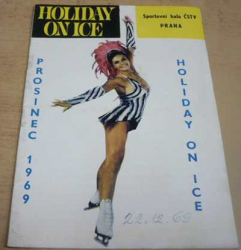 HOLIDAY
ON ICE
Sportovní hala ČSTV
PRAHA
PROSINEC 1969
HOLIDAY ON ICE
22.12.69